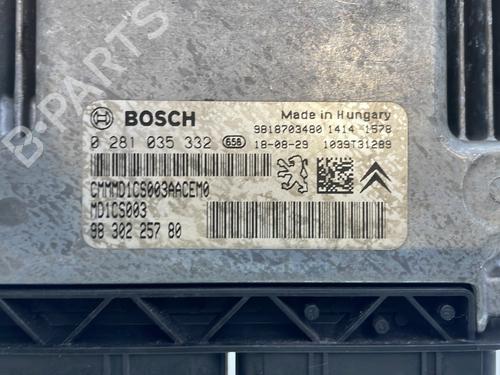 BOSCH
Made in Hungary
9818703480 1414 1578
0 281 035 332 658 18-08-29 1039T31289
CMMMD1CS003AACEM0
MD1CS003
98 302 257 80
B-PARTS